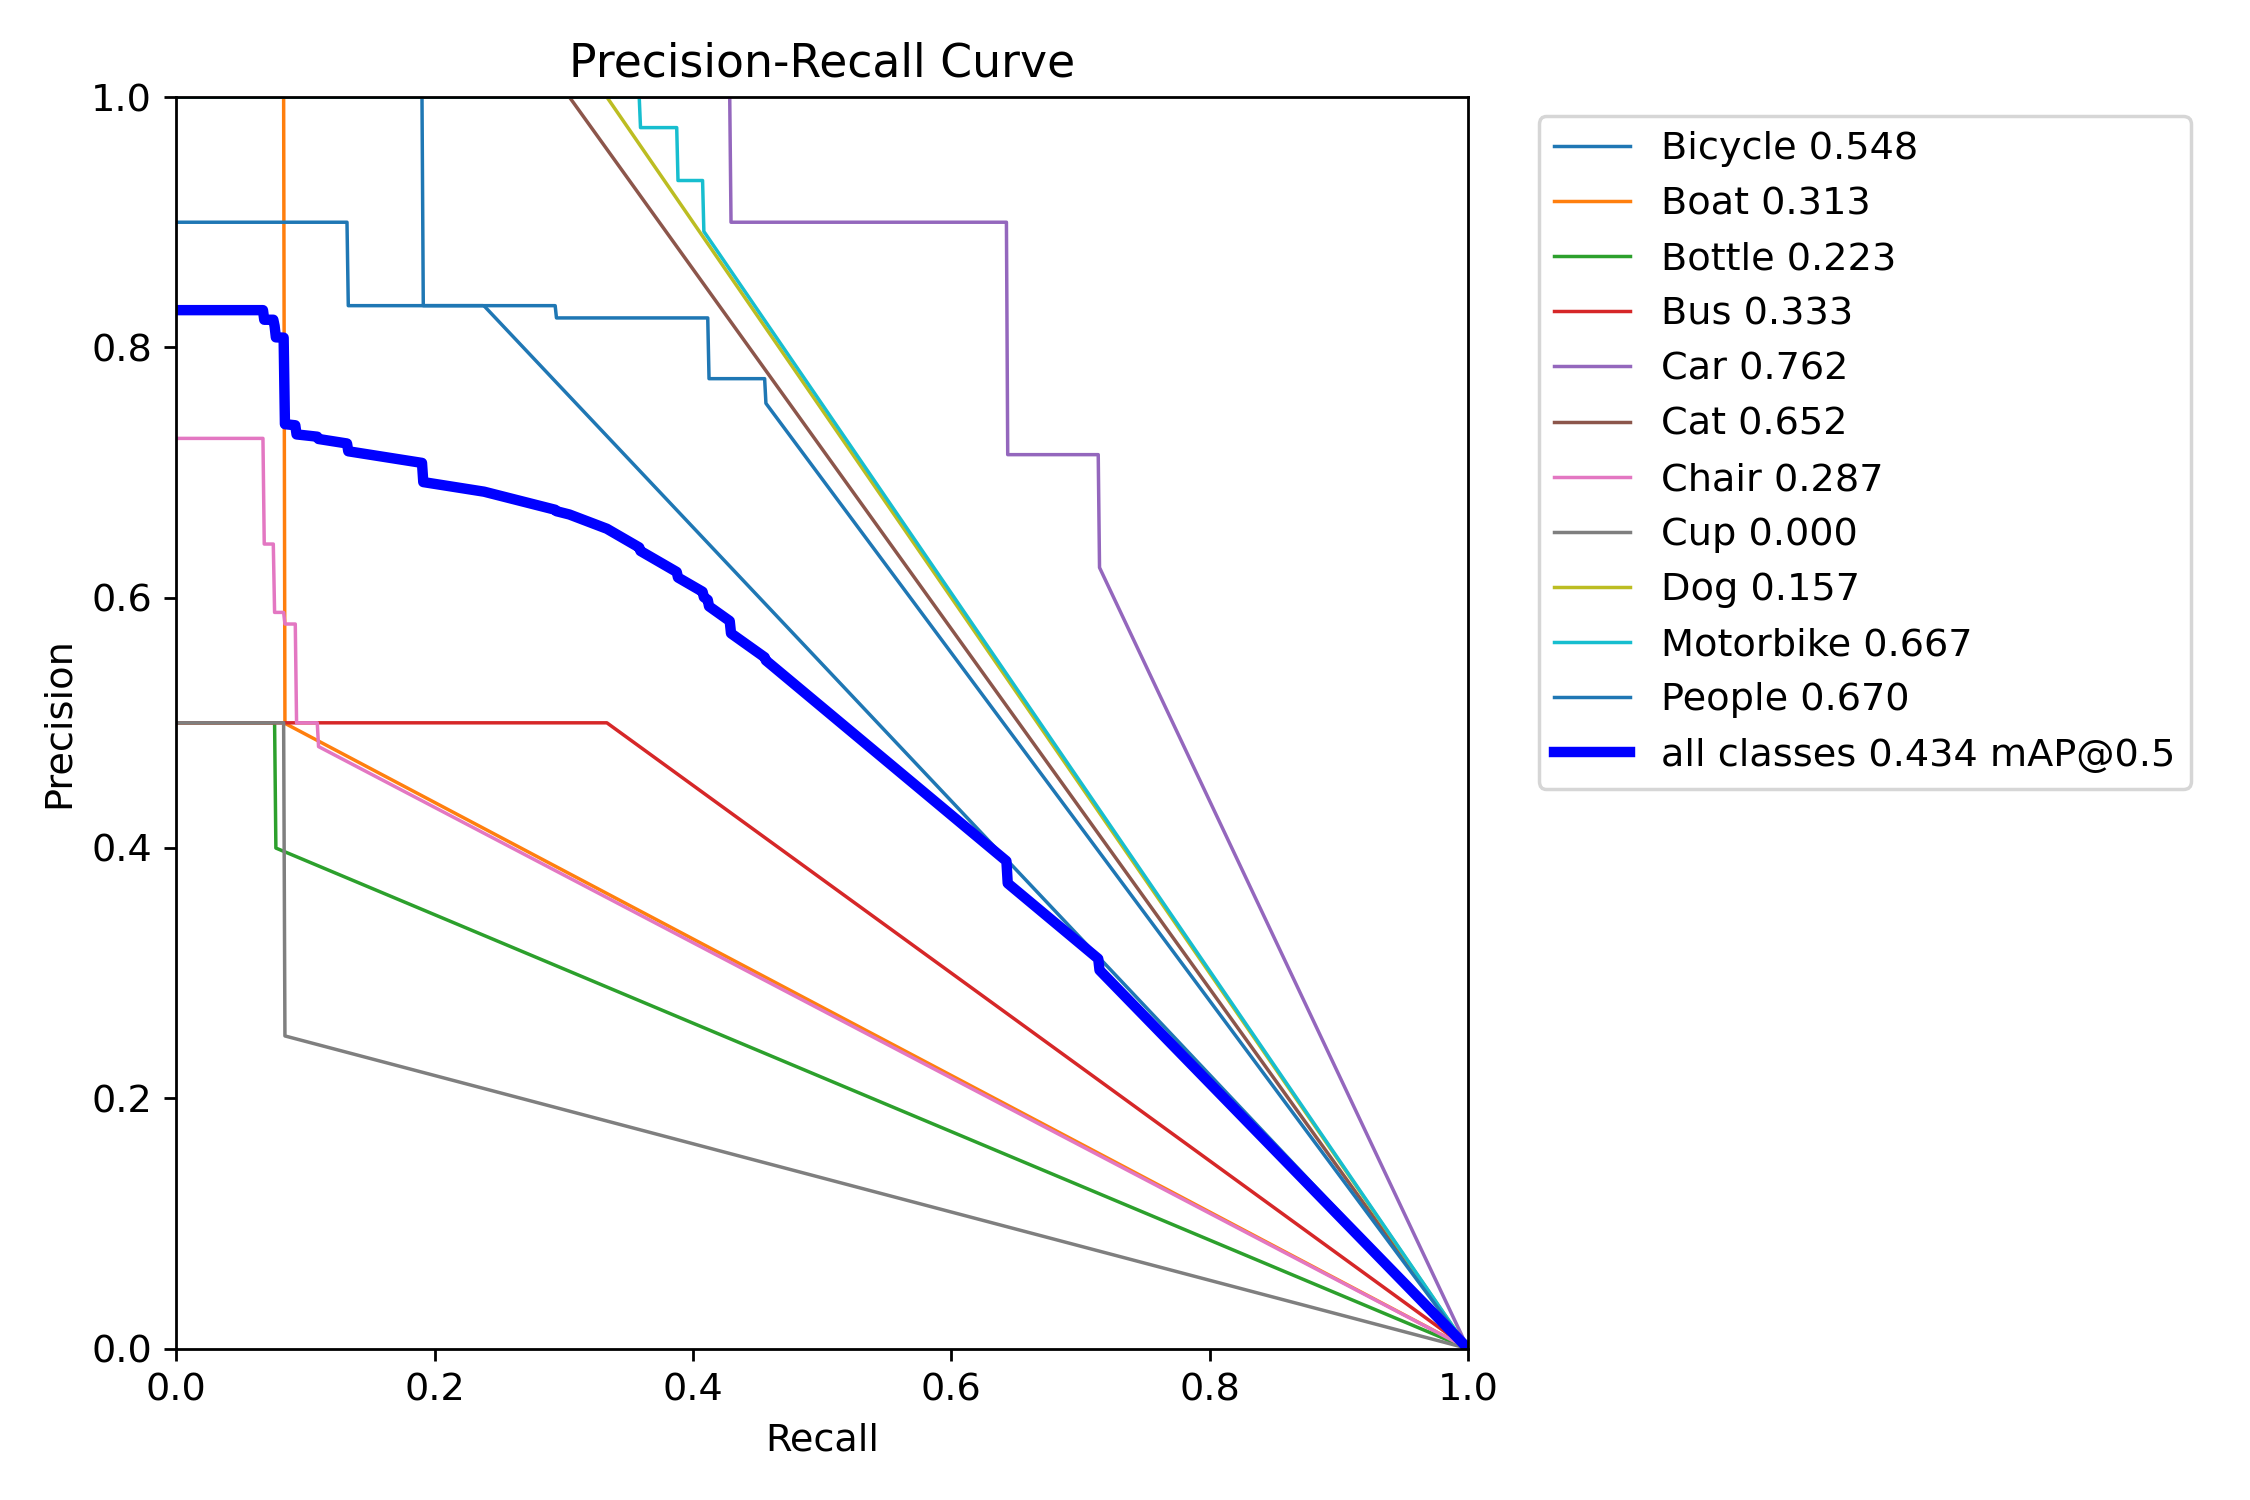 Precision-Recall Curve
1.0
0.8
0.6
0.4
0.2
0.0
Precision
0.0 0.2 0.4 0.6 0.8 1.0
Recall
Bicycle 0.548
Boat 0.313
Bottle 0.223
Bus 0.333
Car 0.762
Cat 0.652
Chair 0.287
Cup 0.000
Dog 0.157
Motorbike 0.667
People 0.670
all classes 0.434 mAP@0.5